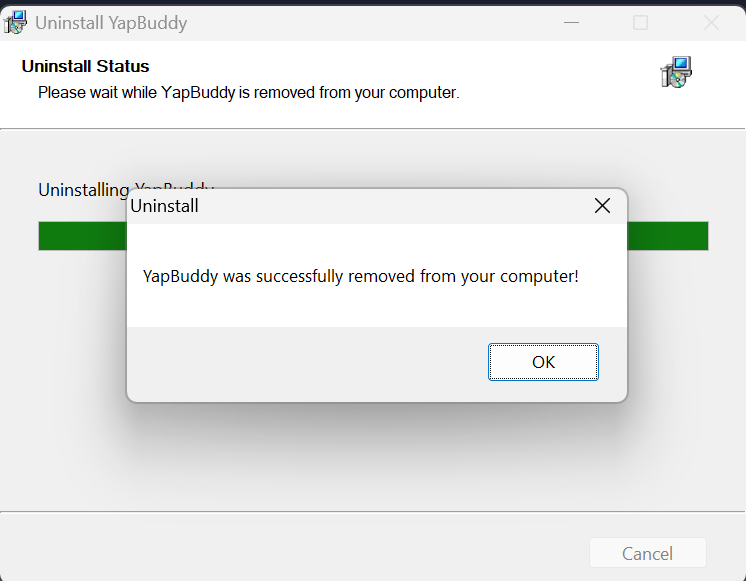 Uninstall YapBuddy
Uninstall Status
Please wait while YapBuddy is removed from your computer.
Uninstalling YapBuddy
Uninstall
YapBuddy was successfully removed from your computer!
OK
Cancel